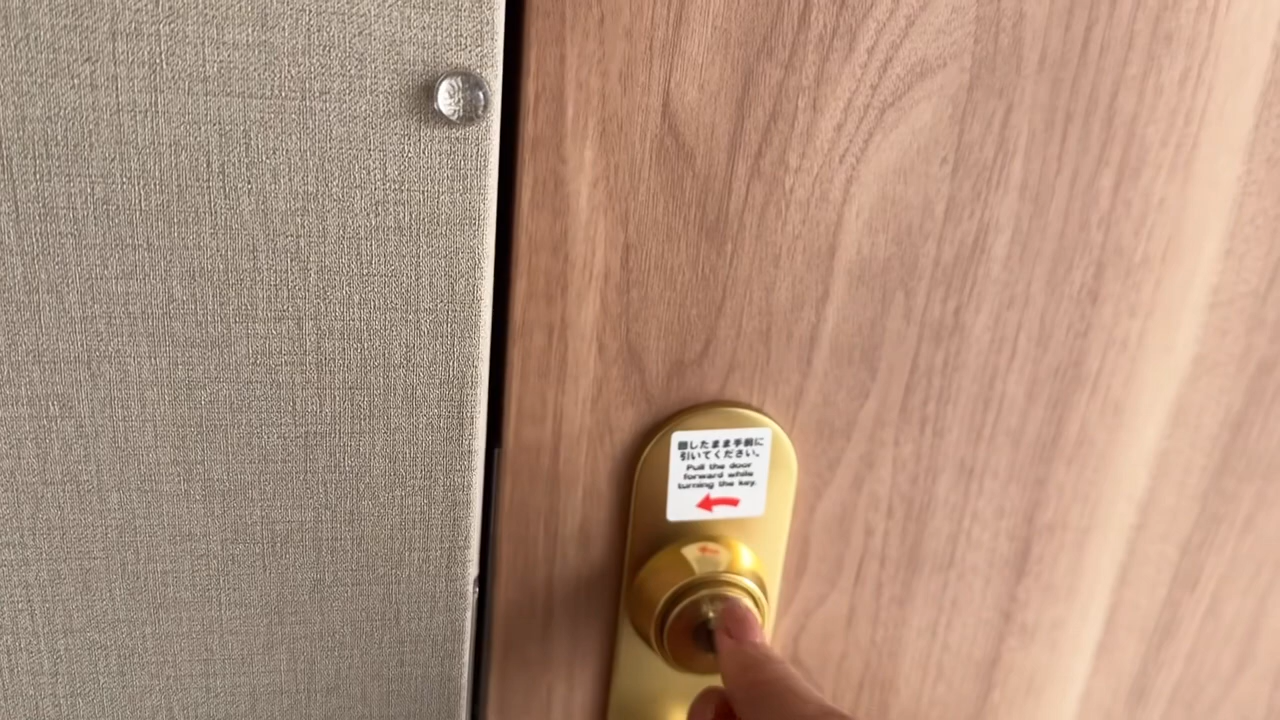 回したまま手前に
引いてください。
Pull the door
forward while
turning the key.